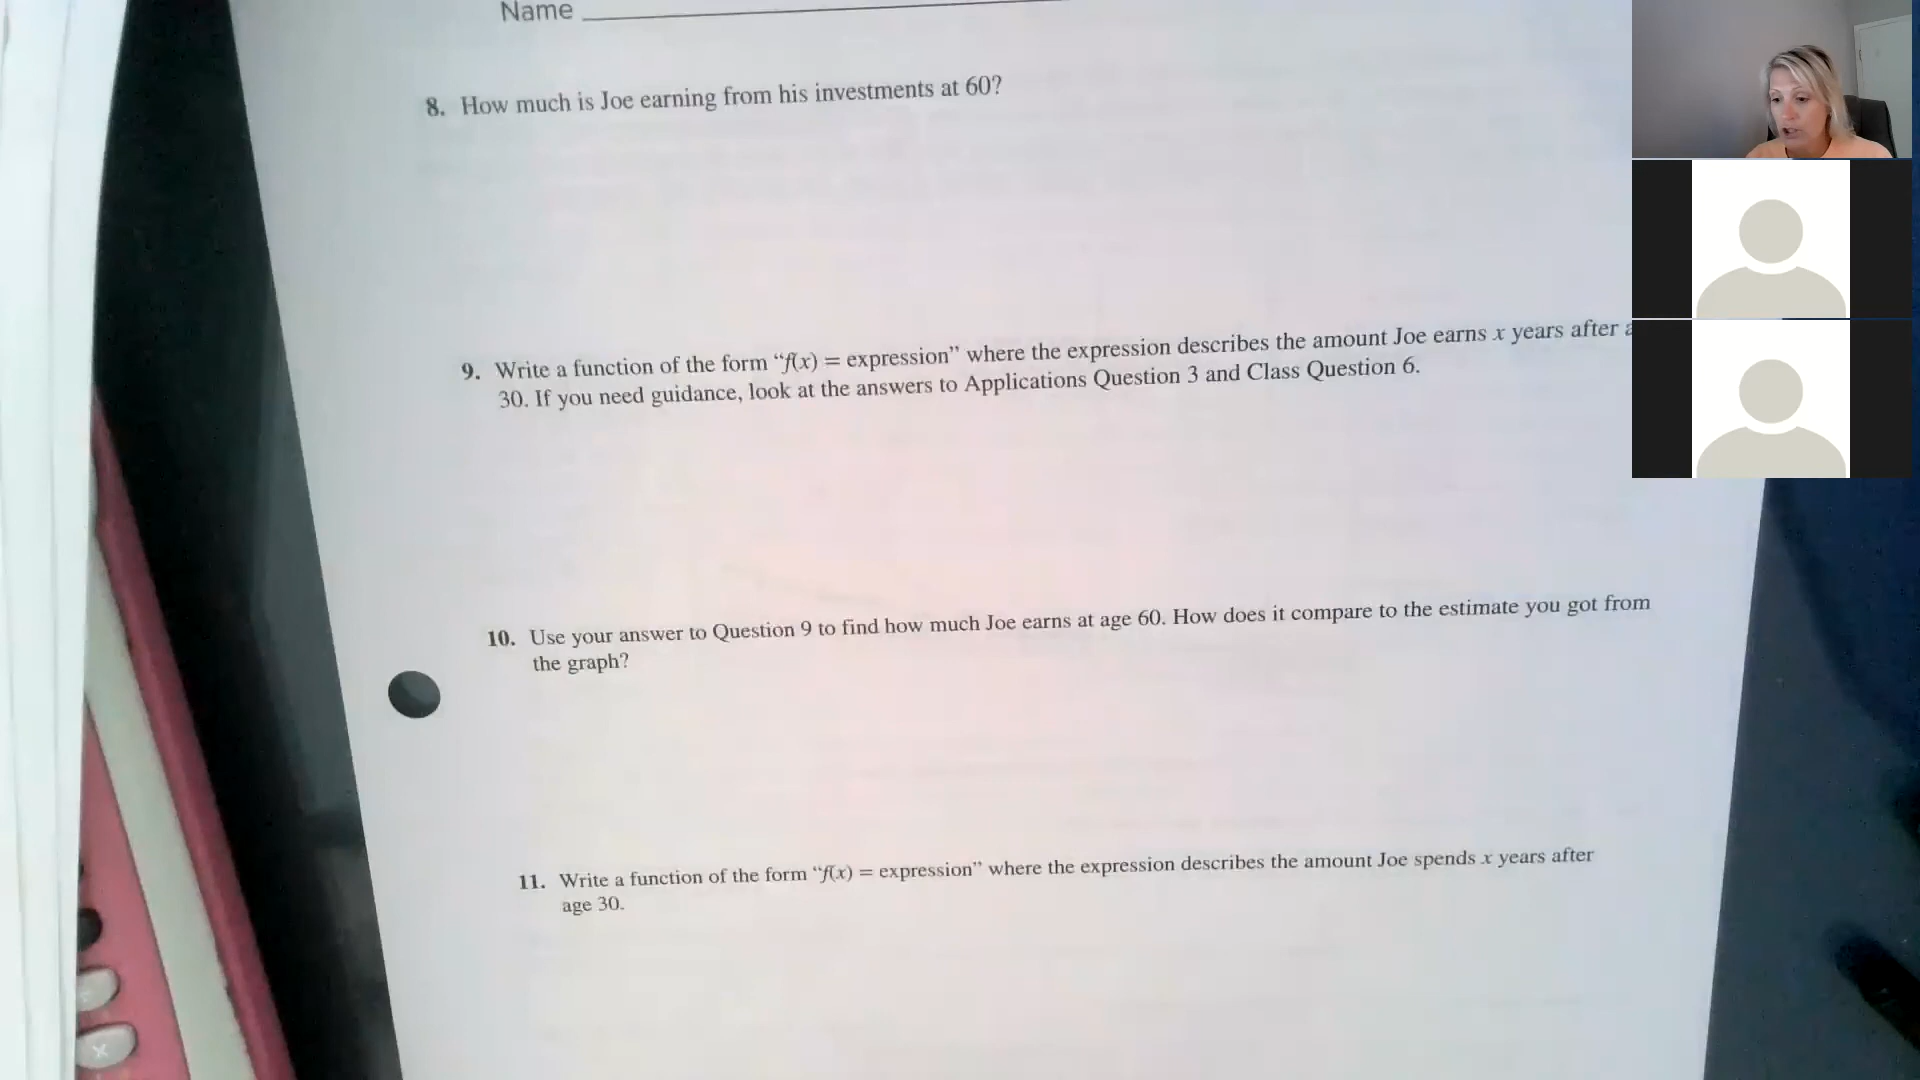 Name
8. How much is Joe earning from his investments at 60?
9. Write a function of the form “f(x) = expression” where the expression describes the amount Joe earns x years after
30. If you need guidance, look at the answers to Applications Question 3 and Class Question 6.
10. Use your answer to Question 9 to find how much Joe earns at age 60. How does it compare to the estimate you got from
the graph?
11. Write a function of the form “f(x) = expression” where the expression describes the amount Joe spends x years after
age 30.